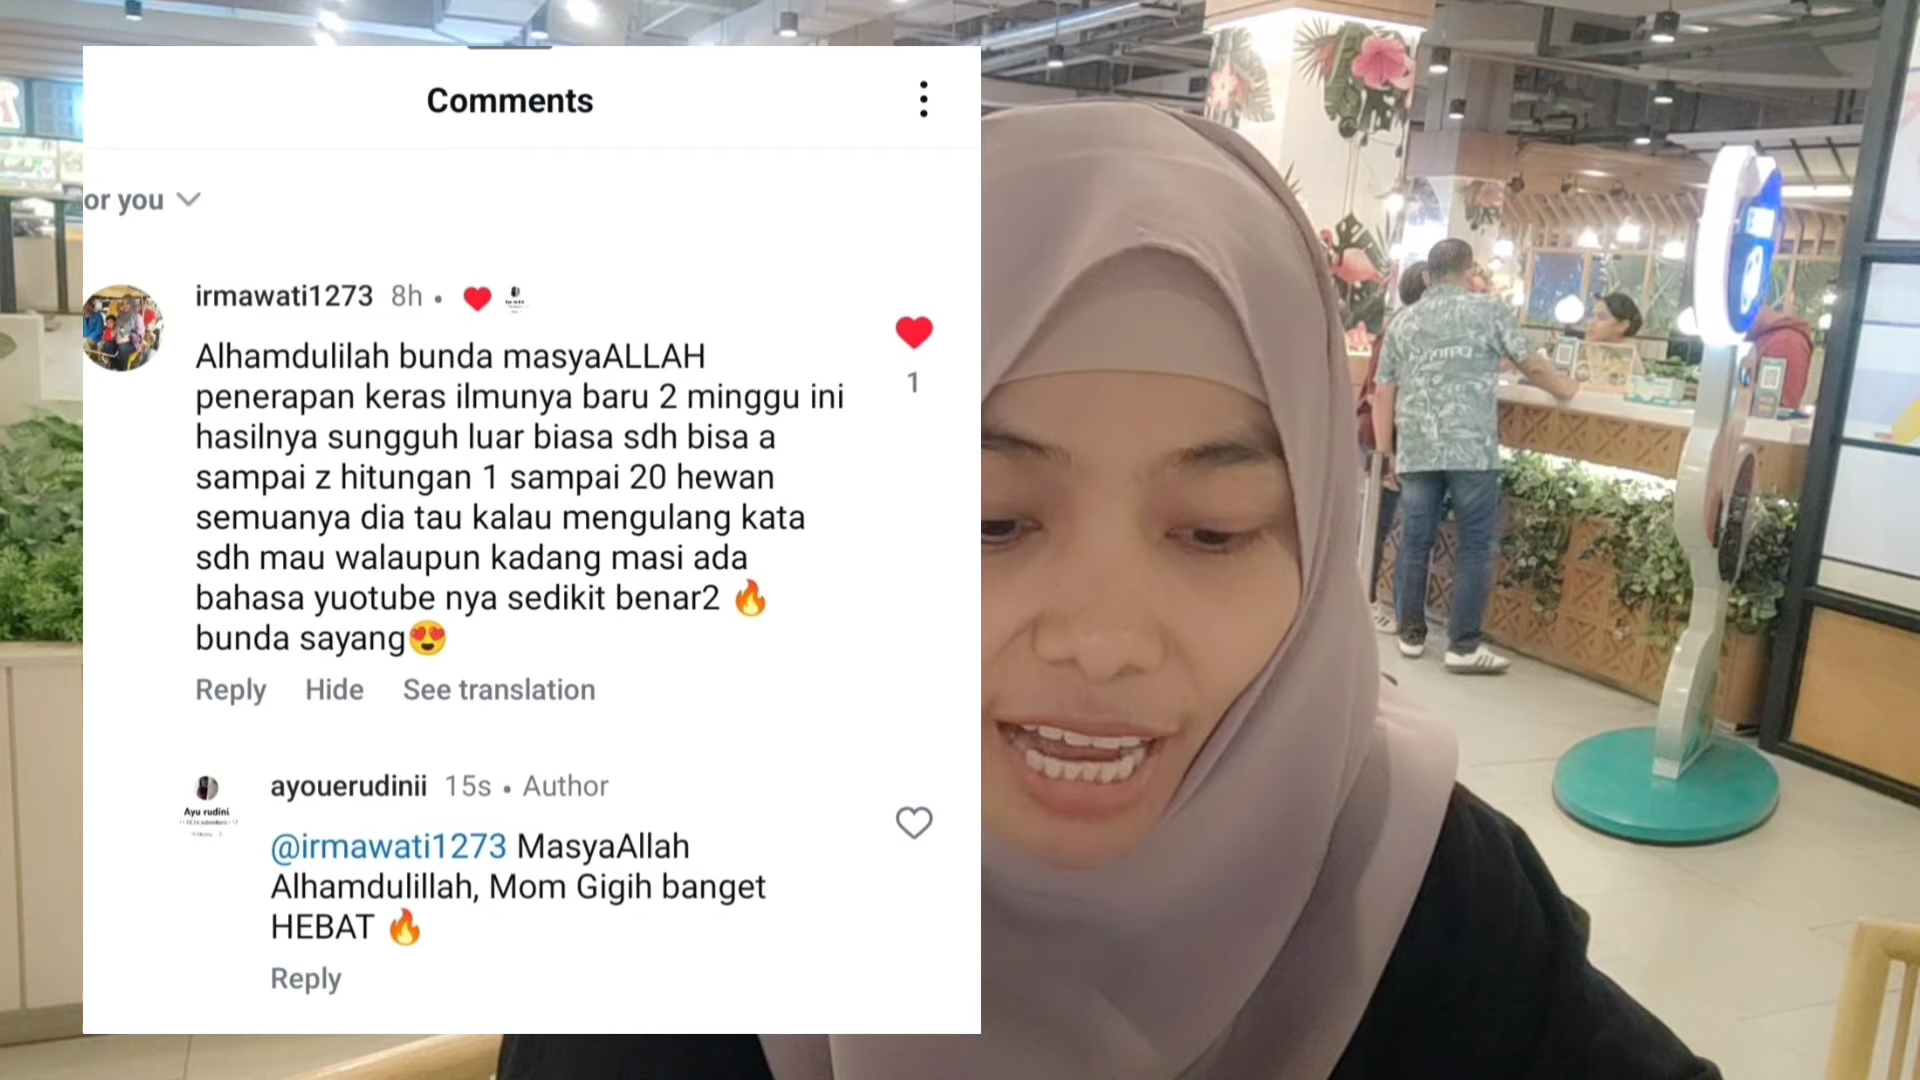 Comments
or you
irmawati1273 8h •
Alhamdulilah bunda masyaALLAH
penerapan keras ilmunya baru 2 minggu ini
hasilnya sungguh luar biasa sdh bisa a
sampai z hitungan 1 sampai 20 hewan
semuanya dia tau kalau mengulang kata
sdh mau walaupun kadang masi ada
bahasa yuotube nya sedikit benar2 🔥
bunda sayang😍
Reply Hide See translation
1
ayouerudinii 15s • Author
Ayu rudini
@irmawati1273 MasyaAllah
Alhamdulillah, Mom Gigih banget
HEBAT 🔥
Reply